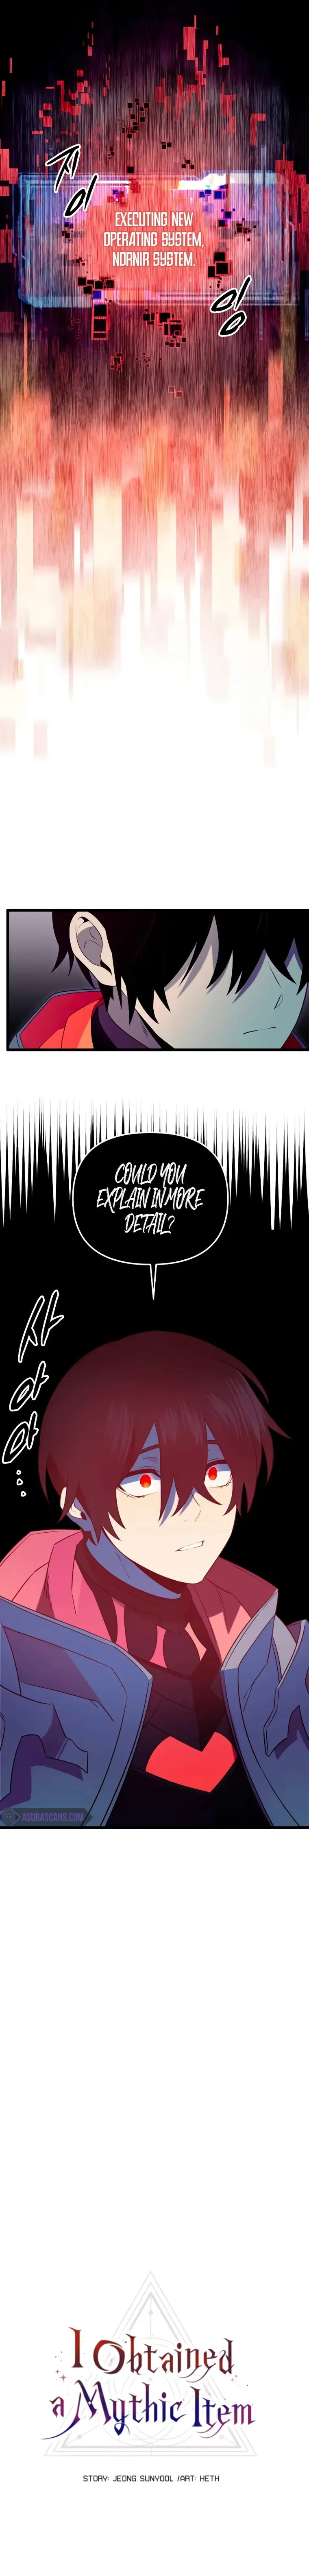 지
이
EXECUTING NEW
OPERATING SYSTEM,
NORNIR SYSTEM.
이
잉
COULD YOU
EXPLAIN IN MORE
DETAIL?
사
아
아
...
ASURASCANS.COM
I Obtained
a Mythic Item
STORY: JEONG SUNYOOL /ART: HETH